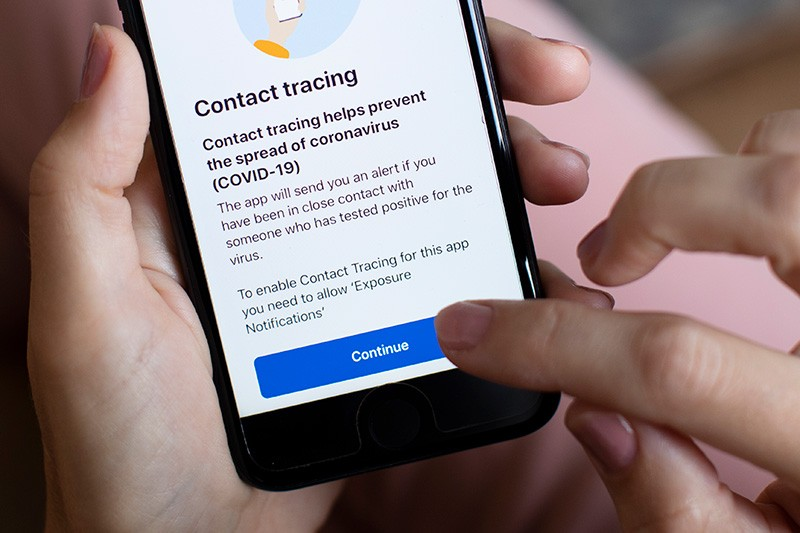 Contact tracing
Contact tracing helps prevent
the spread of coronavirus
(COVID-19)
The app will send you an alert if you
have been in close contact with
someone who has tested positive for the
virus.
To enable Contact Tracing for this app
you need to allow ‘Exposure
Notifications’
Continue